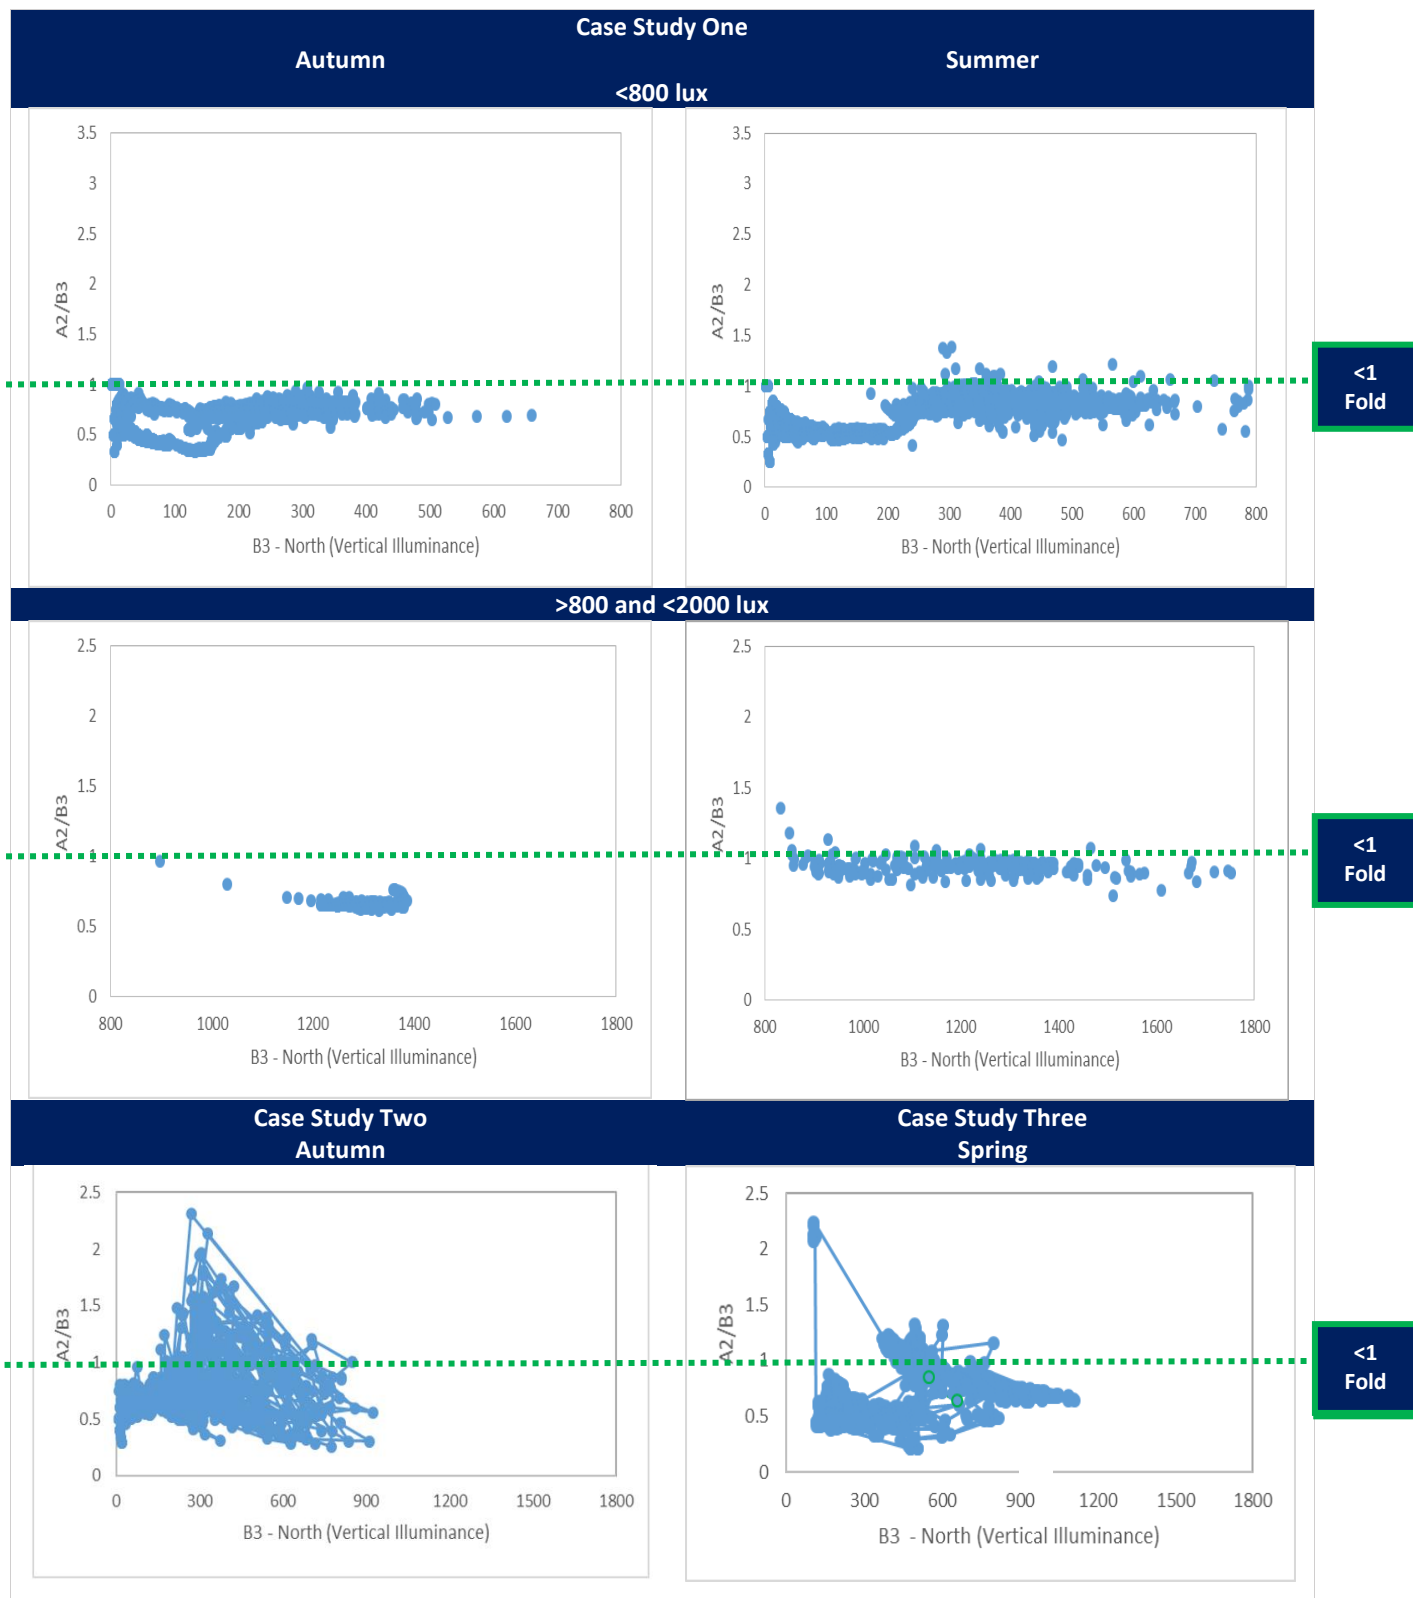 Case Study One
Autumn Summer
<800 lux
3.5
3
2.5
2
1.5
1
0.5
0
A2/B3
0 100 200 300 400 500 600 700 800
B3 - North (Vertical Illuminance)
3.5
3
2.5
2
1.5
1
0.5
0
A2/B3
0 100 200 300 400 500 600 700 800
B3 - North (Vertical Illuminance)
<1
Fold
>800 and <2000 lux
2.5
2
1.5
1
0.5
0
A2/B3
800 1000 1200 1400 1600 1800
B3 - North (Vertical Illuminance)
2.5
2
1.5
1
0.5
0
A2/B3
800 1000 1200 1400 1600 1800
B3 - North (Vertical Illuminance)
<1
Fold
Case Study Two
Autumn
Case Study Three
Spring
2.5
2
1.5
1
0.5
0
A2/B3
0 300 600 900 1200 1500 1800
B3 - North (Vertical Illuminance)
2.5
2
1.5
1
0.5
0
A2/B3
0 300 600 900 1200 1500 1800
B3 - North (Vertical Illuminance)
<1
Fold